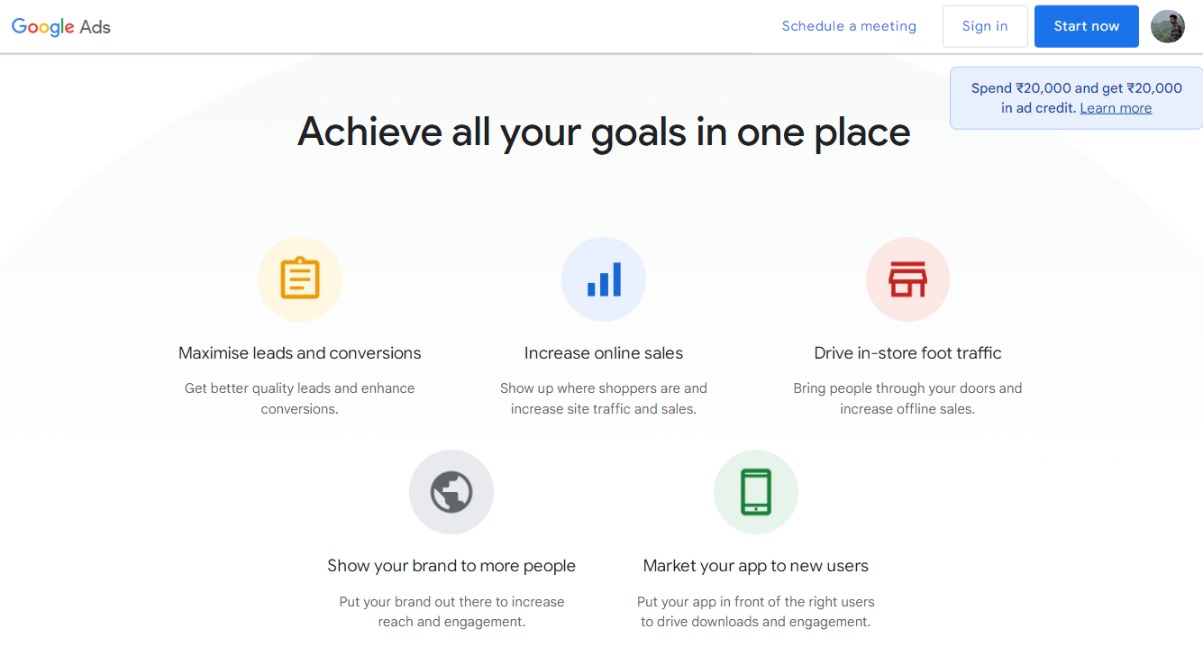 Google Ads
Schedule a meeting
Sign in
Start now
Spend ₹20,000 and get ₹20,000
in ad credit. Learn more
Achieve all your goals in one place
Maximise leads and conversions
Get better quality leads and enhance
conversions.
Increase online sales
Show up where shoppers are and
increase site traffic and sales.
Drive in-store foot traffic
Bring people through your doors and
increase offline sales.
Show your brand to more people
Put your brand out there to increase
reach and engagement.
Market your app to new users
Put your app in front of the right users
to drive downloads and engagement.